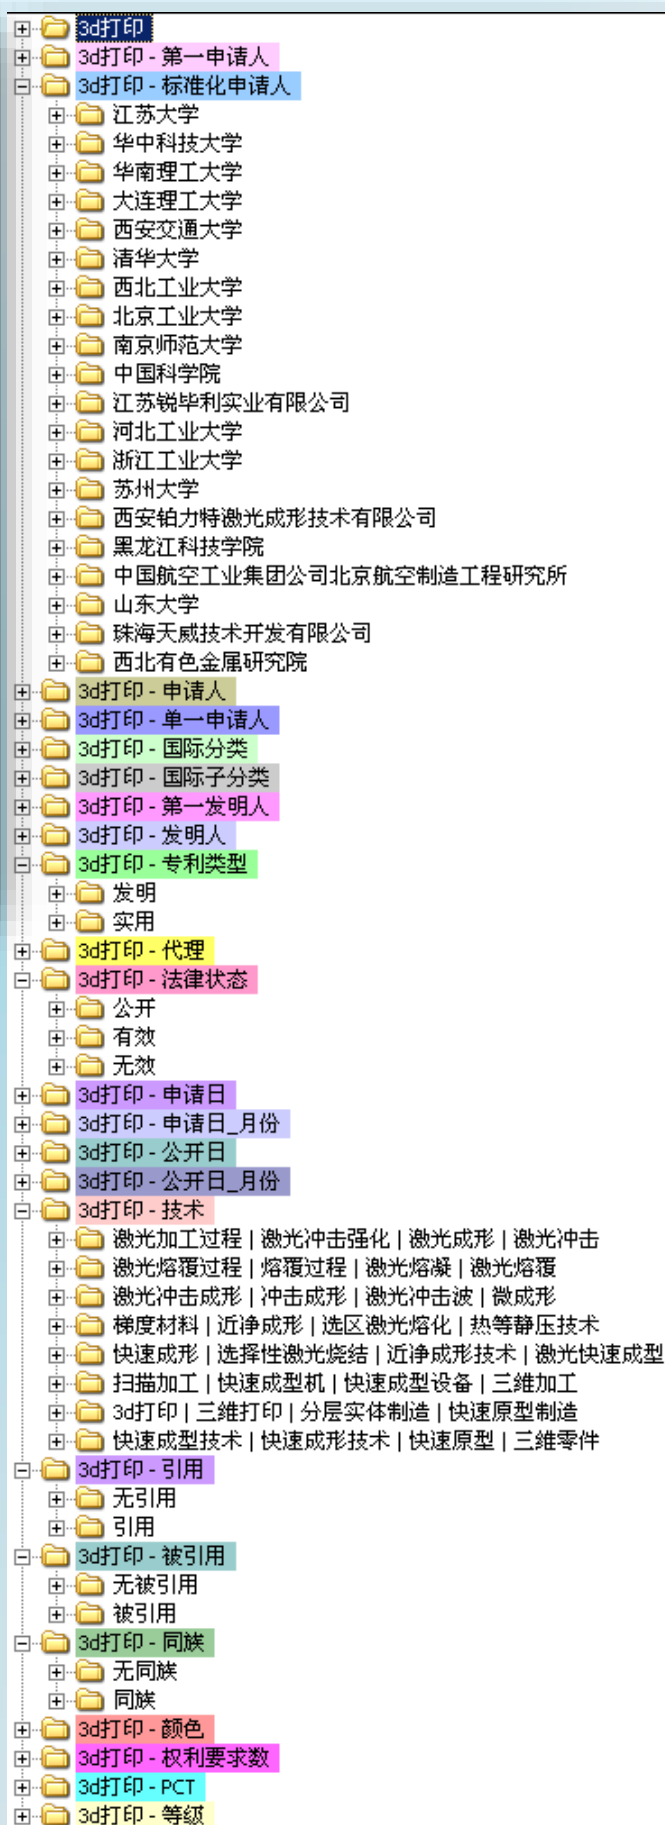 3d打印
3d打印 - 第一申请人
3d打印 - 标准化申请人
江苏大学
华中科技大学
华南理工大学
大连理工大学
西安交通大学
清华大学
西北工业大学
北京工业大学
南京师范大学
中国科学院
江苏锐毕利实业有限公司
河北工业大学
浙江工业大学
苏州大学
西安铂力特激光成形技术有限公司
黑龙江科技学院
中国航空工业集团公司北京航空制造工程研究所
山东大学
珠海天威技术开发有限公司
西北有色金属研究院
3d打印 - 申请人
3d打印 - 单一申请人
3d打印 - 国际分类
3d打印 - 国际子分类
3d打印 - 第一发明人
3d打印 - 发明人
3d打印 - 专利类型
发明
实用
3d打印 - 代理
3d打印 - 法律状态
公开
有效
无效
3d打印 - 申请日
3d打印 - 申请日_月份
3d打印 - 公开日
3d打印 - 公开日_月份
3d打印 - 技术
激光加工过程 | 激光冲击强化 | 激光成形 | 激光冲击
激光熔覆过程 | 熔覆过程 | 激光熔凝 | 激光熔覆
激光冲击成形 | 冲击成形 | 激光冲击波 | 微成形
梯度材料 | 近净成形 | 选区激光熔化 | 热等静压技术
快速成形 | 选择性激光烧结 | 近净成形技术 | 激光快速成型
扫描加工 | 快速成型机 | 快速成型设备 | 三维加工
3d打印 | 三维打印 | 分层实体制造 | 快速原型制造
快速成型技术 | 快速成形技术 | 快速原型 | 三维零件
3d打印 - 引用
无引用
引用
3d打印 - 被引用
无被引用
被引用
3d打印 - 同族
无同族
同族
3d打印 - 颜色
3d打印 - 权利要求数
3d打印 - PCT
3d打印 - 等级